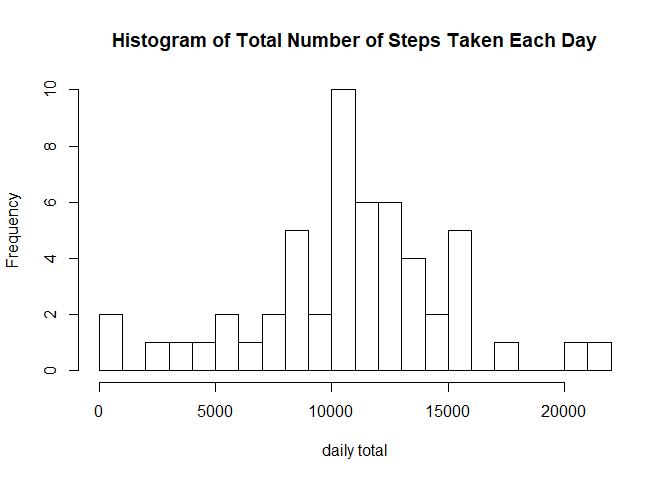 Histogram of Total Number of Steps Taken Each Day
Frequency
10
8
6
4
2
0
0 5000 10000 15000 20000
daily total